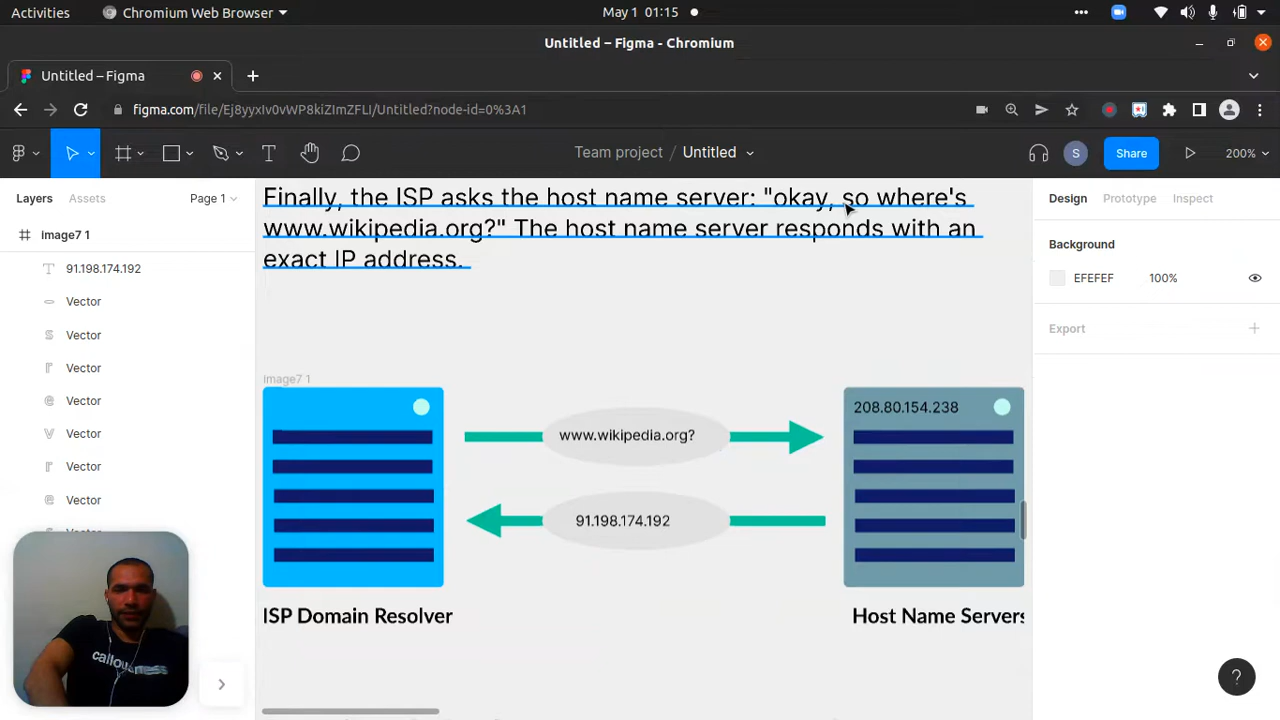 Activities
Chromium Web Browser
May 1 01:15
Untitled – Figma - Chromium
Untitled – Figma
figma.com/file/Ej8yyxIv0vWP8kiZImZFLI/Untitled?node-id=0%3A1
Team project / Untitled
S
Share
200%
Layers
Assets
Page 1
Design
Prototype
Inspect
image7 1
91.198.174.192
Vector
Vector
Vector
Vector
Vector
Vector
Vector
Background
EFEFEF
100%
Export
Finally, the ISP asks the host name server: "okay, so where's
www.wikipedia.org?" The host name server responds with an
exact IP address.
image7 1
www.wikipedia.org?
208.80.154.238
91.198.174.192
ISP Domain Resolver
Host Name Servers
callousness
?